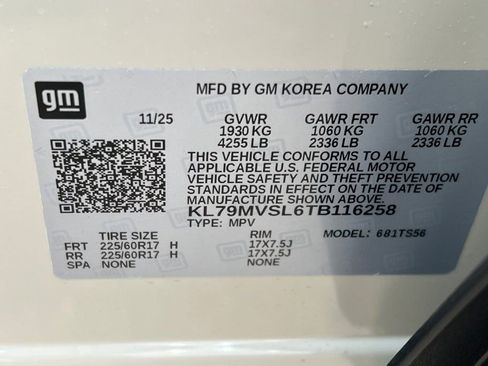 gm
MFD BY GM KOREA COMPANY
11/25 GVWR GAWR FRT GAWR RR
1930 KG 1060 KG 1060 KG
4255 LB 2336 LB 2336 LB
THIS VEHICLE CONFORMS TO ALL
APPLICABLE U.S. FEDERAL MOTOR
VEHICLE SAFETY AND THEFT PREVENTION
STANDARDS IN EFFECT ON THE DATE OF
MANUFACTURE SHOWN ABOVE.
KL79MVSL6TB116258
TYPE: MPV MODEL: 681TS56
TIRE SIZE RIM
FRT 225/60R17 H 17X7.5J
RR 225/60R17 H 17X7.5J
SPA NONE NONE